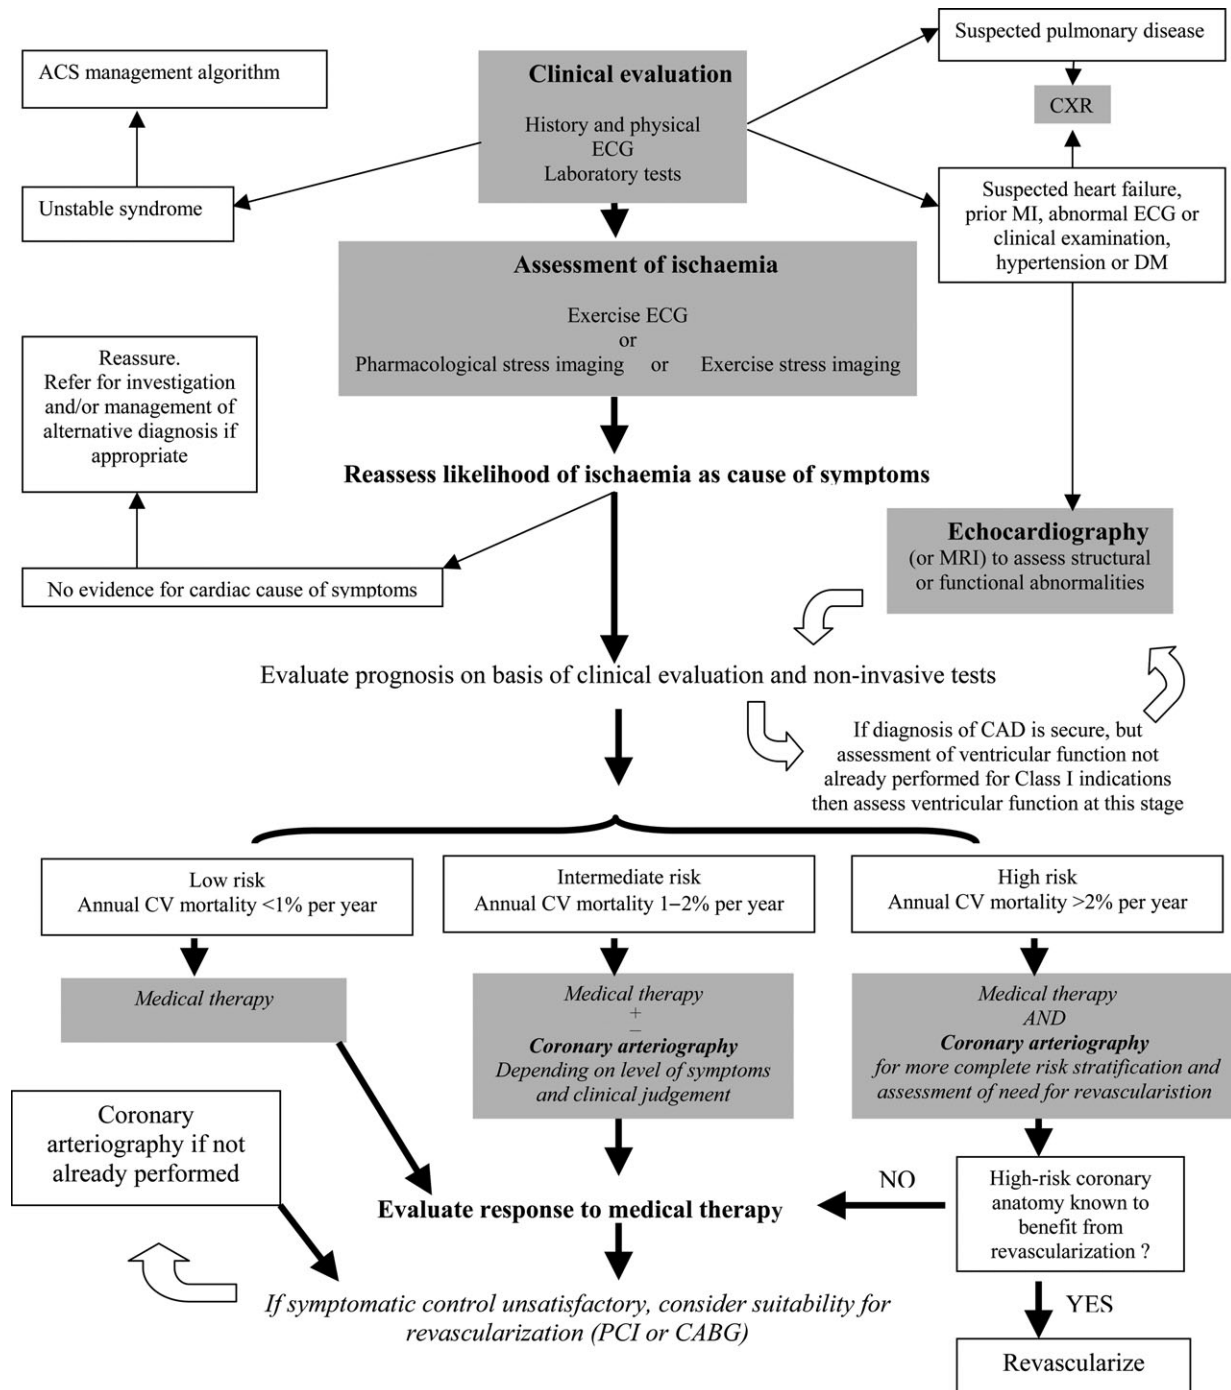 Suspected pulmonary disease
ACS management algorithm
Clinical evaluation
CXR
History and physical
ECG
Laboratory tests
Unstable syndrome
Suspected heart failure,
prior MI, abnormal ECG or
clinical examination,
hypertension or DM
Assessment of ischaemia
Exercise ECG
or
Pharmacological stress imaging or Exercise stress imaging
Reassure.
Refer for investigation
and/or management of
alternative diagnosis if
appropriate
Reassess likelihood of ischaemia as cause of symptoms
Echocardiography
(or MRI) to assess structural
or functional abnormalities
No evidence for cardiac cause of symptoms
Evaluate prognosis on basis of clinical evaluation and non-invasive tests
If diagnosis of CAD is secure, but
assessment of ventricular function not
already performed for Class I indications
then assess ventricular function at this stage
Low risk
Annual CV mortality <1% per year
Intermediate risk
Annual CV mortality 1–2% per year
High risk
Annual CV mortality >2% per year
Medical therapy
Medical therapy
+
–
Coronary arteriography
Depending on level of symptoms
and clinical judgement
Medical therapy
AND
Coronary arteriography
for more complete risk stratification and
assessment of need for revascularistion
Coronary
arteriography if not
already performed
NO
High-risk coronary
anatomy known to
benefit from
revascularization ?
Evaluate response to medical therapy
YES
If symptomatic control unsatisfactory, consider suitability for
revascularization (PCI or CABG)
Revascularize